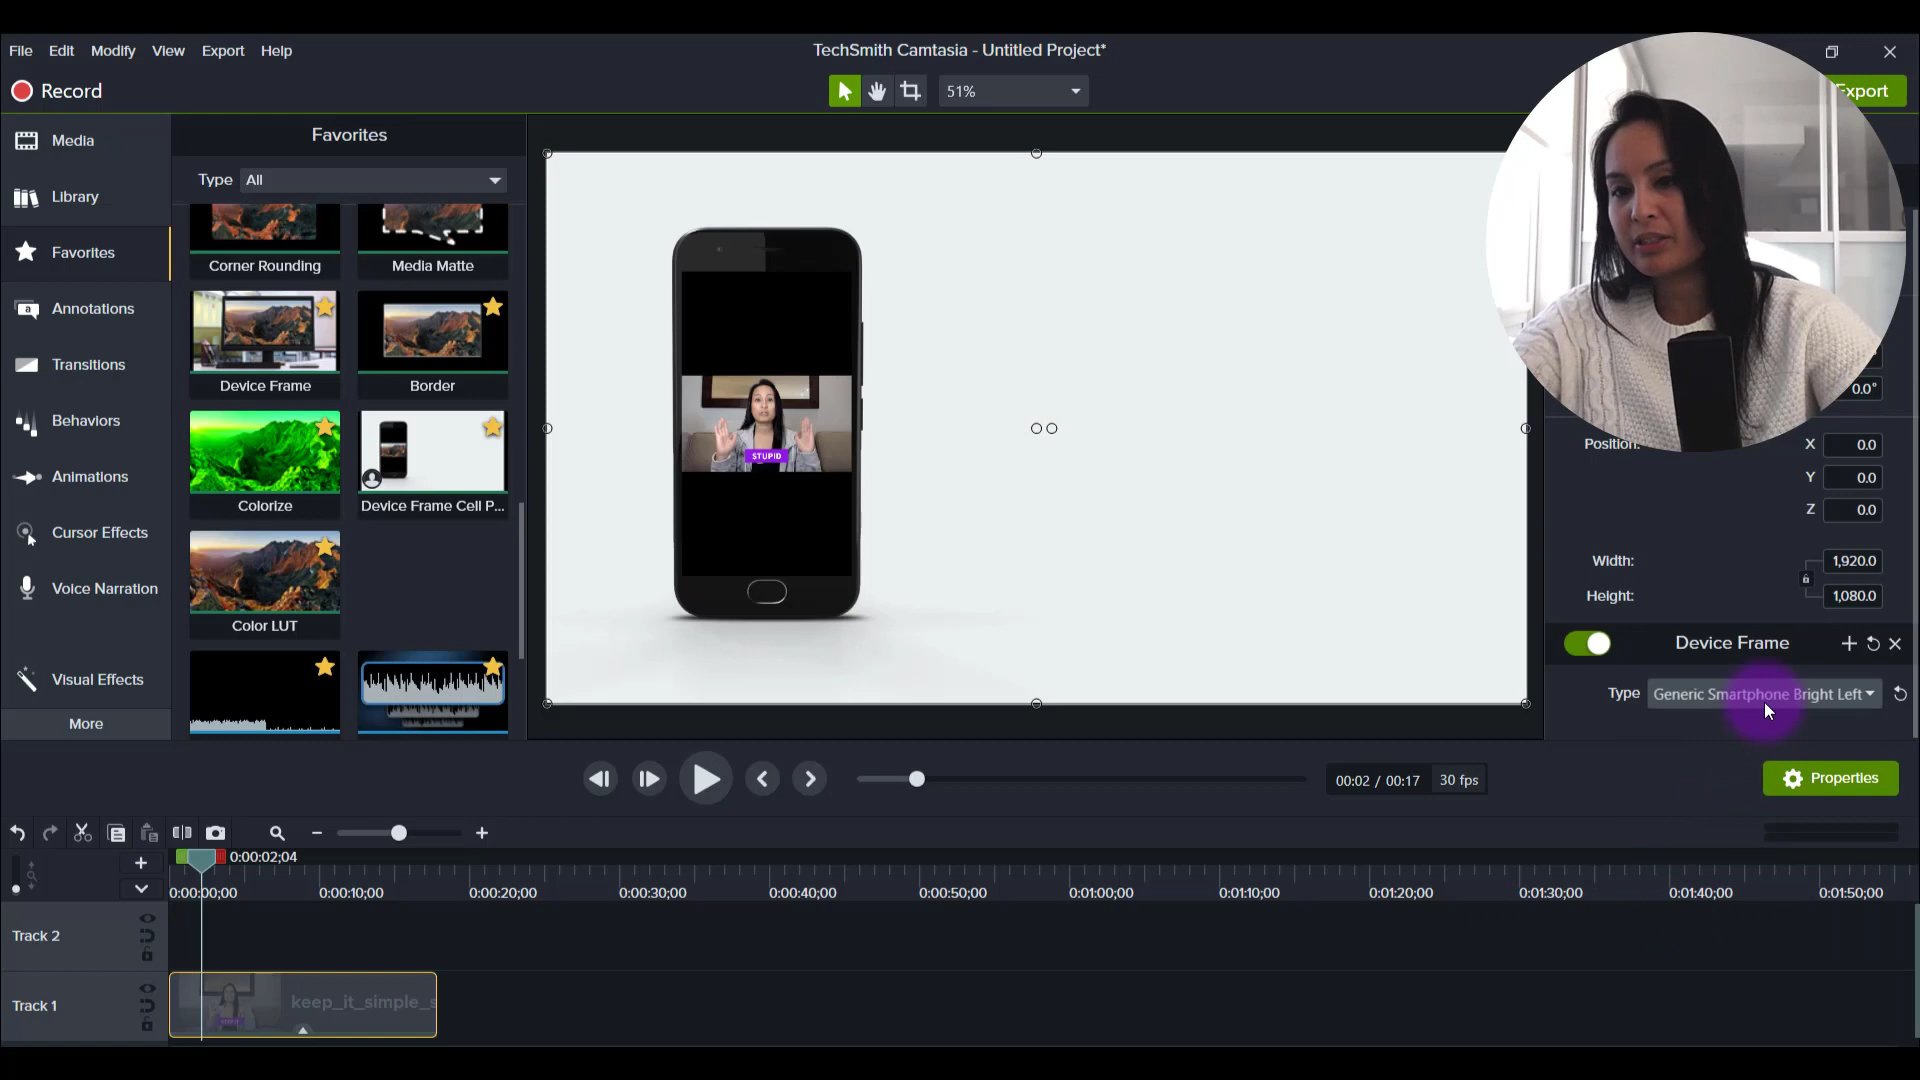 File Edit Modify View Export Help
TechSmith Camtasia - Untitled Project*
Record
51%
Export
Media
Library
Favorites
Annotations
Transitions
Behaviors
Animations
Cursor Effects
Voice Narration
Visual Effects
More
Favorites
Type All
Corner Rounding
Media Matte
Device Frame
Border
Colorize
Device Frame Cell P...
Color LUT
STUPID
0.0°
Position: X 0.0
Y 0.0
Z 0.0
Width: 1,920.0
Height: 1,080.0
Device Frame
Type Generic Smartphone Bright Left
00:02 / 00:17 30 fps
Properties
0:00:02;04
0:00:00;00 0:00:10;00 0:00:20;00 0:00:30;00 0:00:40;00 0:00:50;00 0:01:00;00 0:01:10;00 0:01:20;00 0:01:30;00 0:01:40;00 0:01:50;00
Track 2
Track 1
keep_it_simple_s